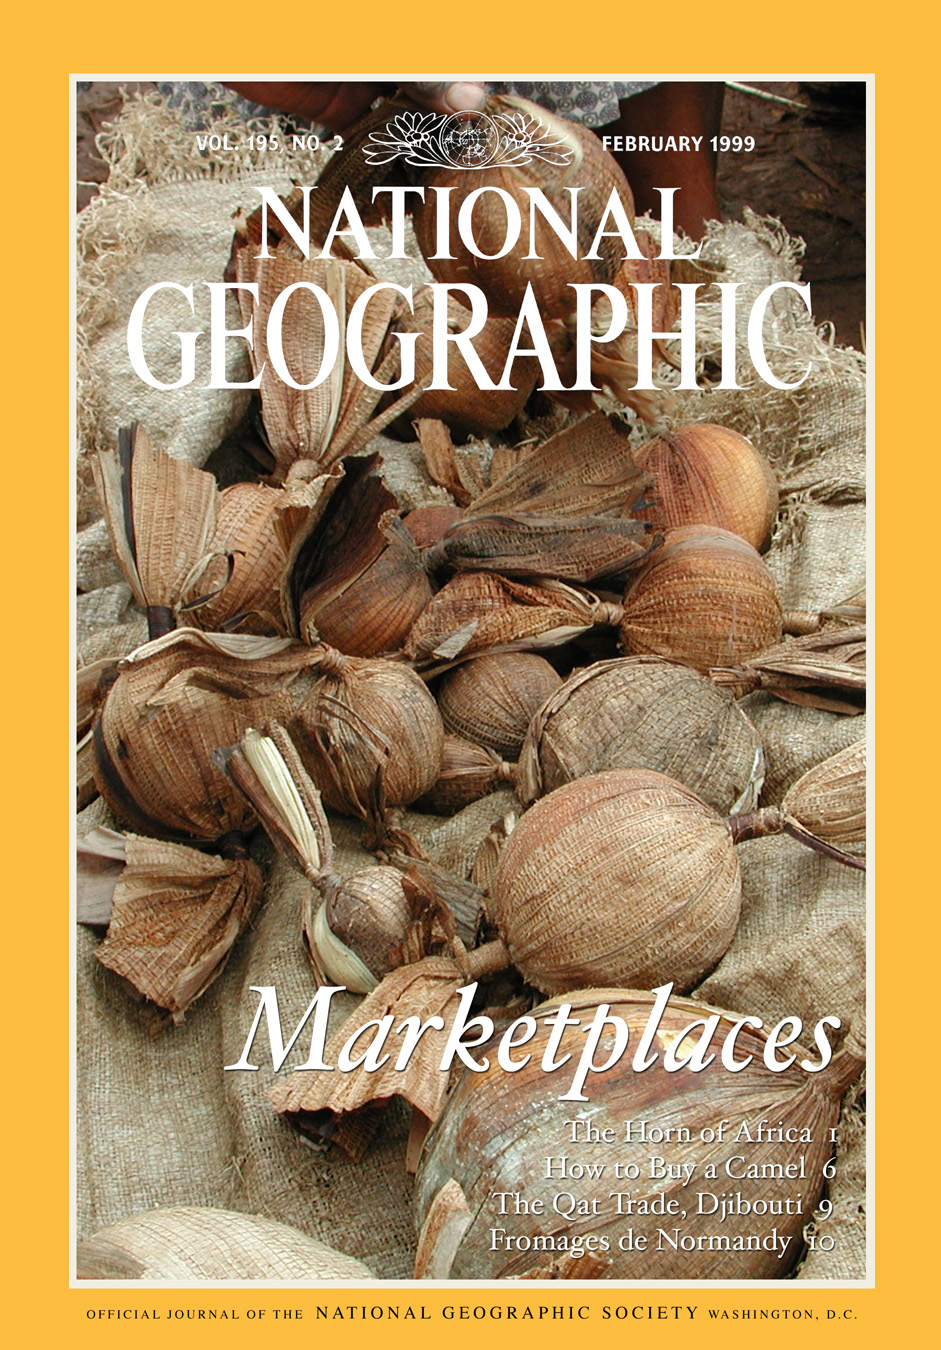 VOL. 195, NO. 2
FEBRUARY 1999
NATIONAL
GEOGRAPHIC
Marketplaces
The Horn of Africa 1
How to Buy a Camel 6
The Qat Trade, Djibouti 9
Fromages de Normandy 10
OFFICIAL JOURNAL OF THE NATIONAL GEOGRAPHIC SOCIETY WASHINGTON, D.C.